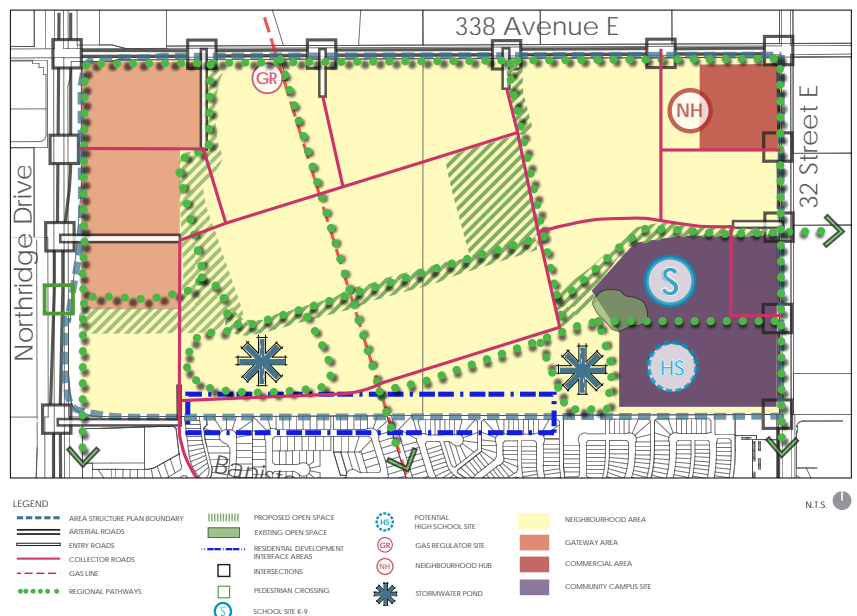 338 Avenue E
GR
NH
32 Street E
Northridge Drive
S
HS
LEGEND
N.T.S.
AREA STRUCTURE PLAN BOUNDARY
ARTERIAL ROADS
ENTRY ROADS
COLLECTOR ROADS
GAS LINE
REGIONAL PATHWAYS
PROPOSED OPEN SPACE
EXISTING OPEN SPACE
RESIDENTIAL DEVELOPMENT
INTERFACE AREAS
INTERSECTIONS
PEDESTRIAN CROSSING
S
SCHOOL SITE K-9
HS
POTENTIAL
HIGH SCHOOL SITE
GR
GAS REGULATOR SITE
NH
NEIGHBOURHOOD HUB
STORMWATER POND
NEIGHBOURHOOD AREA
GATEWAY AREA
COMMERCIAL AREA
COMMUNITY CAMPUS SITE